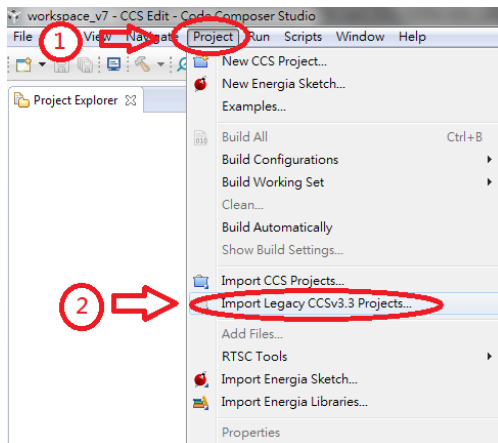 workspace_v7 - CCS Edit - Code Composer Studio
File View Navigate Project Run Scripts Window Help
1
New CCS Project...
New Energia Sketch...
Project Explorer
Examples...
Build All Ctrl+B
Build Configurations
Build Working Set
Clean...
Build Automatically
Show Build Settings...
Import CCS Projects...
2
Import Legacy CCSv3.3 Projects...
Add Files...
RTSC Tools
Import Energia Sketch...
Import Energia Libraries...
Properties